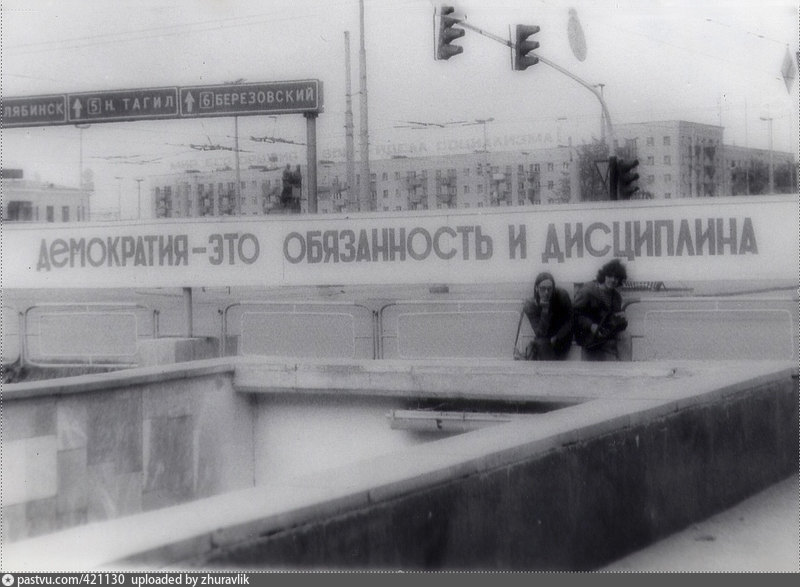 ЛЯБИНСК
5 Н. ТАГИЛ
6 БЕРЕЗОВСКИЙ
ДЕМОКРАТИЯ-ЭТО ОБЯЗАННОСТЬ И ДИСЦИПЛИНА
pastvu.com/421130 uploaded by zhuravlik